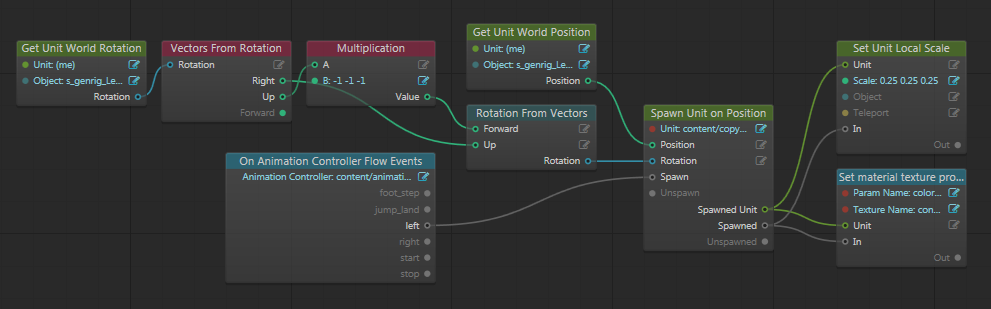 Get Unit World Rotation
Unit: (me)
Object: s_genrig_Le...
Rotation
Vectors From Rotation
Rotation
Right
Up
Forward
Multiplication
A
B: -1 -1 -1
Value
Get Unit World Position
Unit: (me)
Object: s_genrig_Le...
Position
Rotation From Vectors
Forward
Up
Rotation
On Animation Controller Flow Events
Animation Controller: content/animati...
foot_step
jump_land
left
right
start
stop
Spawn Unit on Position
Unit: content/copy...
Position
Rotation
Spawn
Unspawn
Spawned Unit
Spawned
Unspawned
Set Unit Local Scale
Unit
Scale: 0.25 0.25 0.25
Object
Teleport
In
Out
Set material texture pro...
Param Name: color...
Texture Name: con...
Unit
In
Out